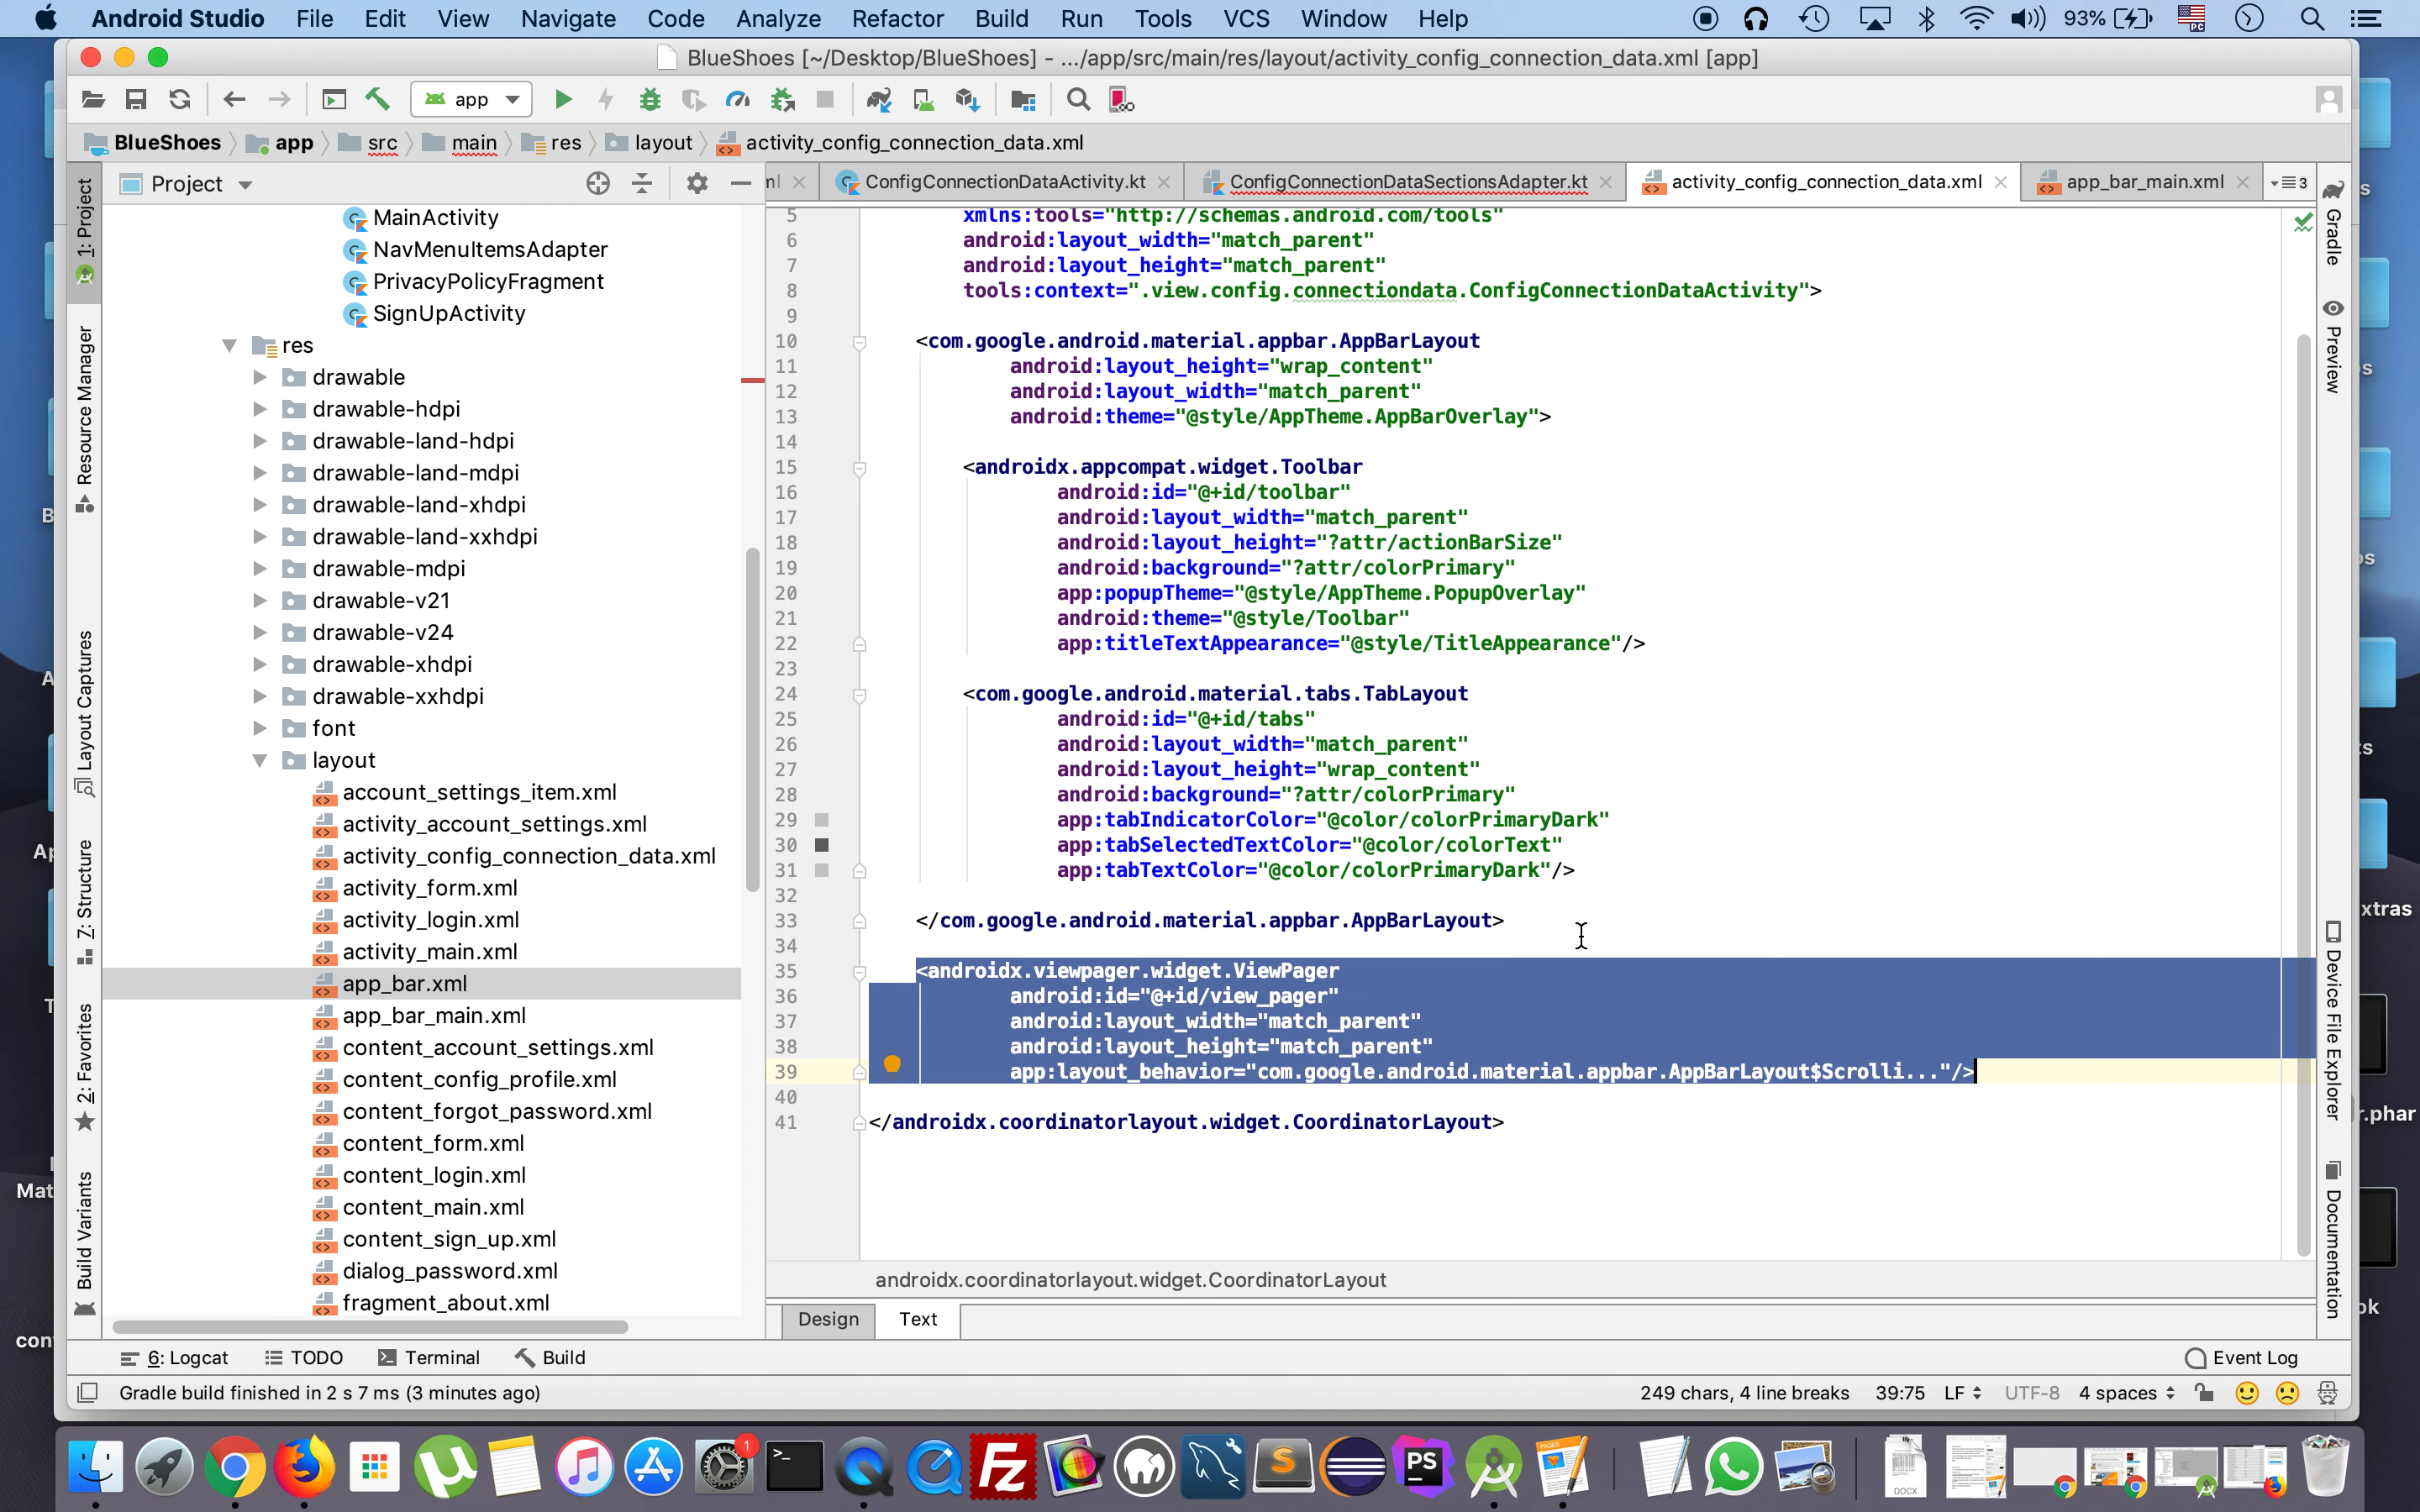 Android Studio File Edit View Navigate Code Analyze Refactor Build Run Tools VCS Window Help 93% PC
BlueShoes [~/Desktop/BlueShoes] - .../app/src/main/res/layout/activity_config_connection_data.xml [app]
app
BlueShoes app src main res layout activity_config_connection_data.xml
Project
ml ConfigConnectionDataActivity.kt ConfigConnectionDataSectionsAdapter.kt activity_config_connection_data.xml app_bar_main.xml 3
1: Project
Resource Manager
Layout Captures
7: Structure
2: Favorites
Build Variants
MainActivity
NavMenuItemsAdapter
PrivacyPolicyFragment
SignUpActivity
res
drawable
drawable-hdpi
drawable-land-hdpi
drawable-land-mdpi
drawable-land-xhdpi
drawable-land-xxhdpi
drawable-mdpi
drawable-v21
drawable-v24
drawable-xhdpi
drawable-xxhdpi
font
layout
account_settings_item.xml
activity_account_settings.xml
activity_config_connection_data.xml
activity_form.xml
activity_login.xml
activity_main.xml
app_bar.xml
app_bar_main.xml
content_account_settings.xml
content_config_profile.xml
content_forgot_password.xml
content_form.xml
content_login.xml
content_main.xml
content_sign_up.xml
dialog_password.xml
fragment_about.xml
5 xmlns:tools="http://schemas.android.com/tools"
6 android:layout_width="match_parent"
7 android:layout_height="match_parent"
8 tools:context=".view.config.connectiondata.ConfigConnectionDataActivity">
9
10 <com.google.android.material.appbar.AppBarLayout
11 android:layout_height="wrap_content"
12 android:layout_width="match_parent"
13 android:theme="@style/AppTheme.AppBarOverlay">
14
15 <androidx.appcompat.widget.Toolbar
16 android:id="@+id/toolbar"
17 android:layout_width="match_parent"
18 android:layout_height="?attr/actionBarSize"
19 android:background="?attr/colorPrimary"
20 app:popupTheme="@style/AppTheme.PopupOverlay"
21 android:theme="@style/Toolbar"
22 app:titleTextAppearance="@style/TitleAppearance"/>
23
24 <com.google.android.material.tabs.TabLayout
25 android:id="@+id/tabs"
26 android:layout_width="match_parent"
27 android:layout_height="wrap_content"
28 android:background="?attr/colorPrimary"
29 app:tabIndicatorColor="@color/colorPrimaryDark"
30 app:tabSelectedTextColor="@color/colorText"
31 app:tabTextColor="@color/colorPrimaryDark"/>
32
33 </com.google.android.material.appbar.AppBarLayout>
34
35 <androidx.viewpager.widget.ViewPager
36 android:id="@+id/view_pager"
37 android:layout_width="match_parent"
38 android:layout_height="match_parent"
39 app:layout_behavior="com.google.android.material.appbar.AppBarLayout$Scrolli..."/>
40
41 </androidx.coordinatorlayout.widget.CoordinatorLayout>
androidx.coordinatorlayout.widget.CoordinatorLayout
Design Text
Gradle
Preview
Device File Explorer
Documentation
6: Logcat TODO Terminal Build Event Log
Gradle build finished in 2 s 7 ms (3 minutes ago) 249 chars, 4 line breaks 39:75 LF UTF-8 4 spaces
xtras
r.phar
Mat
1
Fz
PS
PAGES
DOCX